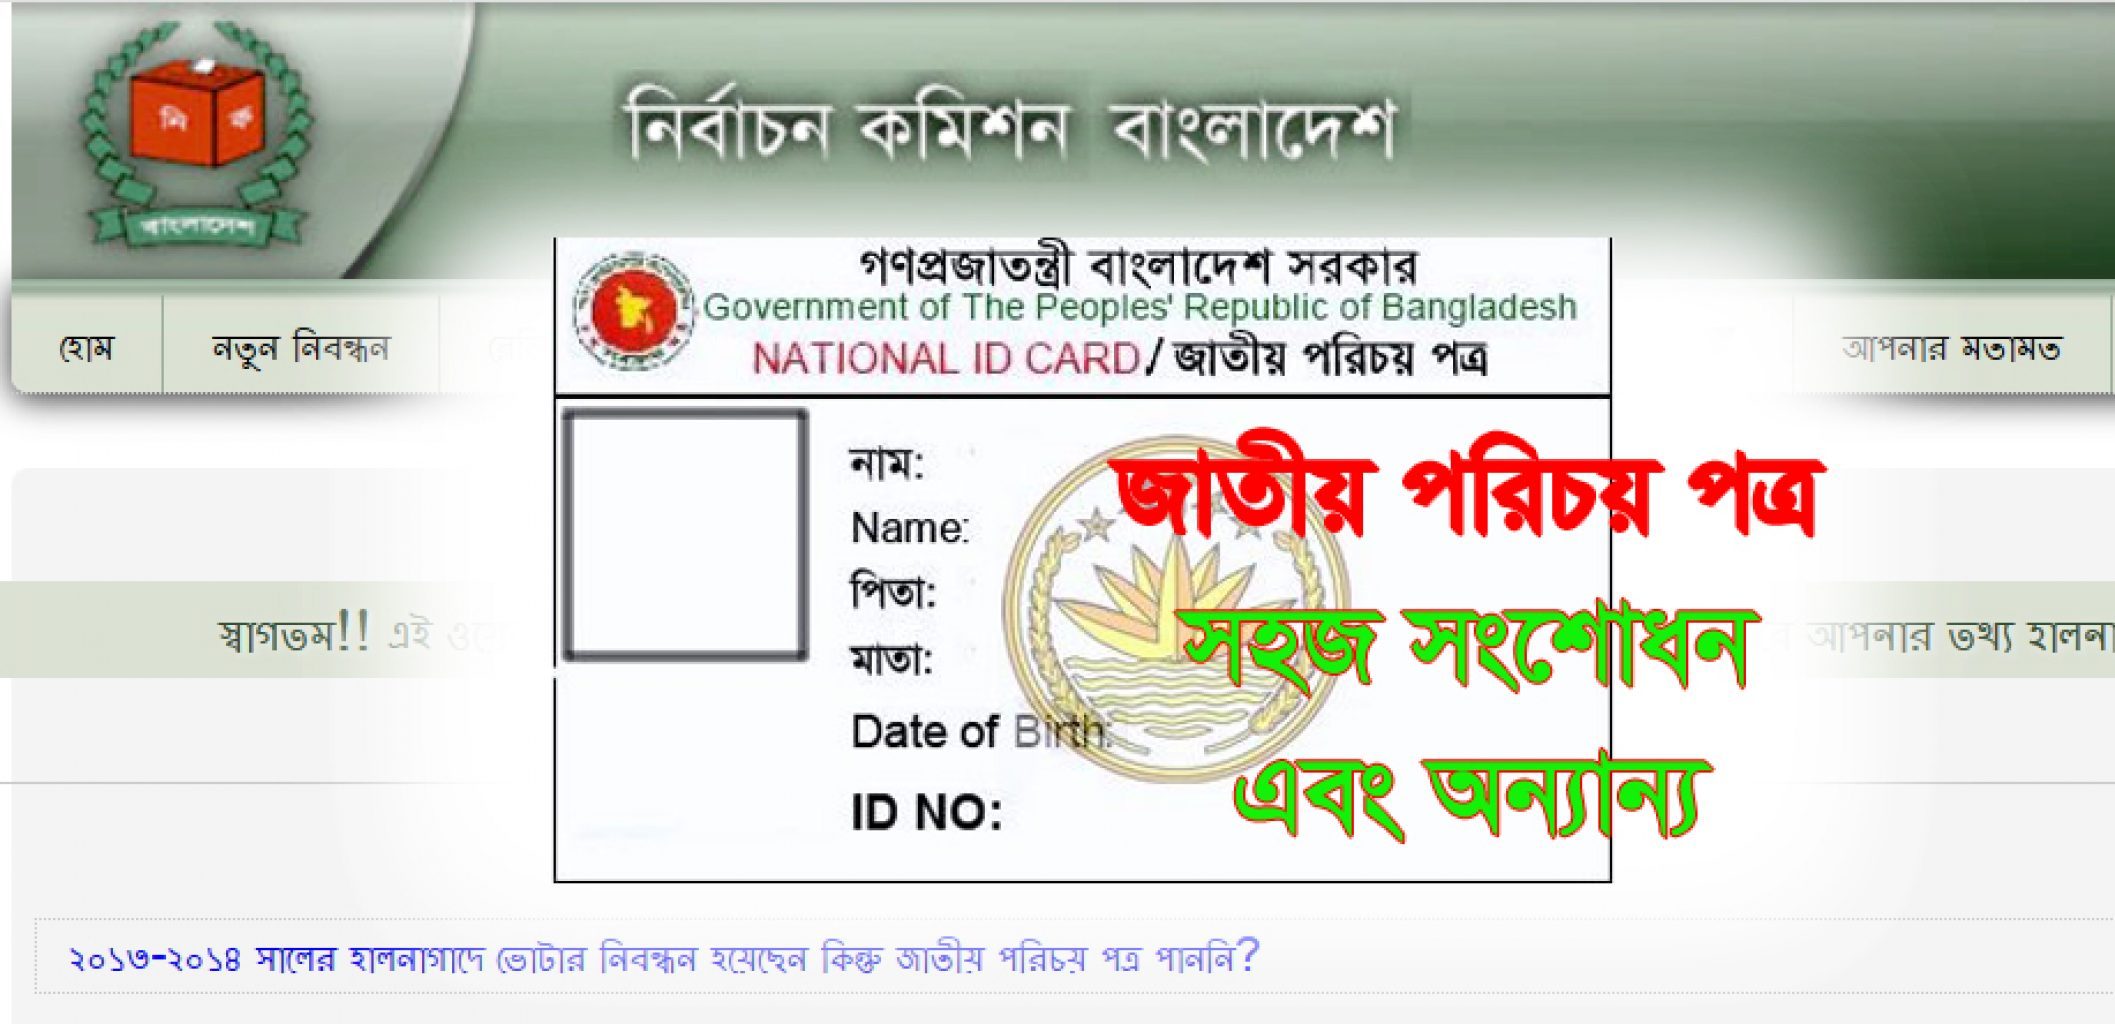 নি ক
বাংলাদেশ
নির্বাচন কমিশন বাংলাদেশ
হোম
নতুন নিবন্ধন
আপনার মতামত
গণপ্রজাতন্ত্রী বাংলাদেশ সরকার
Government of The Peoples' Republic of Bangladesh
NATIONAL ID CARD/ জাতীয় পরিচয় পত্র
নাম:
Name:
পিতা:
মাতা:
Date of Birth:
ID NO:
জাতীয় পরিচয় পত্র
সহজ সংশোধন
এবং অন্যান্য
স্বাগতম!! এই
আপনার তথ্য
২০১৩-২০১৪ সালের হালনাগাদে ভোটার নিবন্ধন হয়েছেন কিন্তু জাতীয় পরিচয় পত্র পাননি?